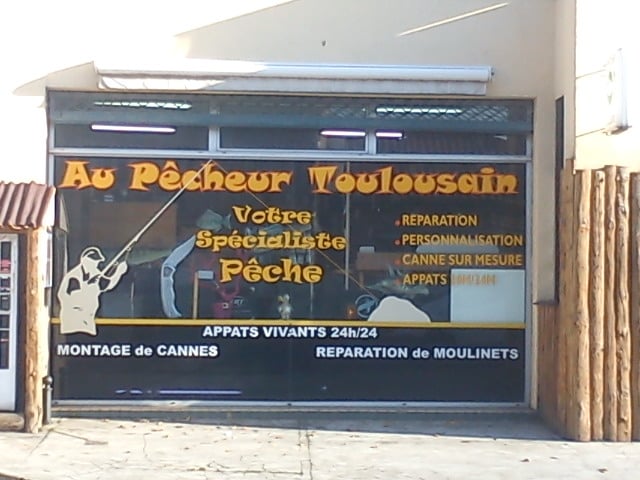 Au Pêcheur Toulousain
Votre
Spécialiste
Pêche
REPARATION
PERSONNALISATION
CANNE SUR MESURE
APPATS
APPATS VIVANTS 24h/24
MONTAGE de CANNES
REPARATION de MOULINETS